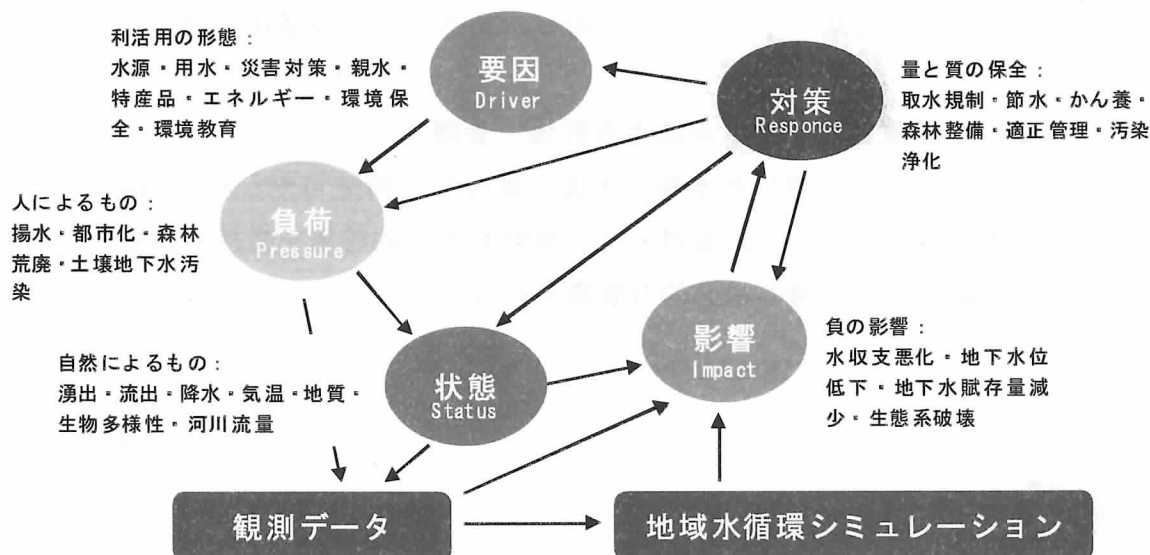 利活用の形態：
水源・用水・災害対策・親水・
特産品・エネルギー・環境保
全・環境教育
要因
Driver
対策
Responce
量と質の保全：
取水規制・節水・かん養・
森林整備・適正管理・汚染
浄化
人によるもの：
揚水・都市化・森林
荒廃・土壌地下水汚
染
負荷
Pressure
自然によるもの：
湧出・流出・降水・気温・地質・
生物多様性・河川流量
状態
Status
影響
Impact
負の影響：
水収支悪化・地下水位
低下・地下水賦存量減
少・生態系破壊
観測データ
地域水循環シミュレーション